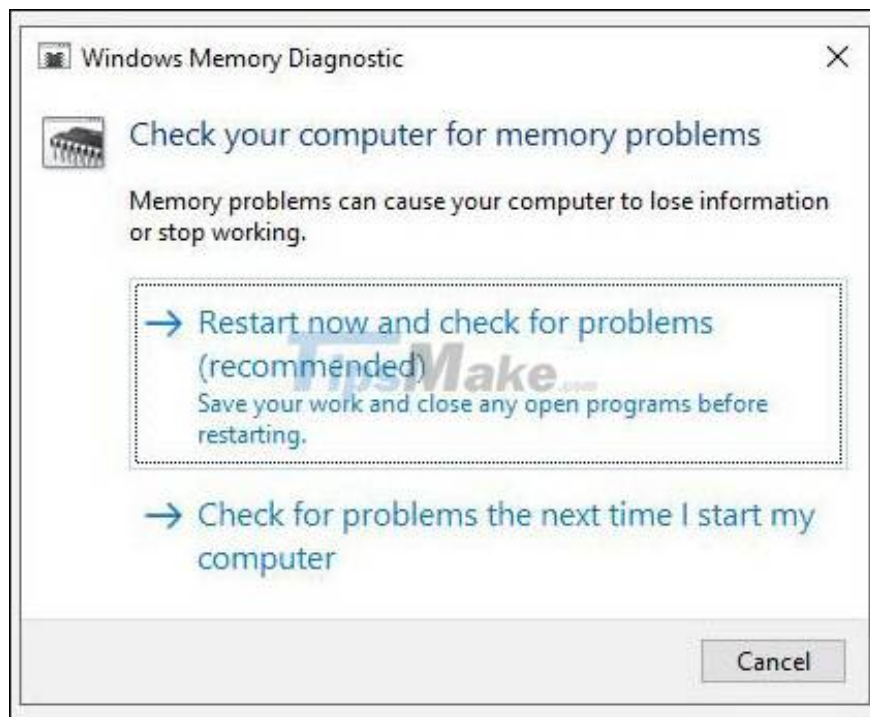 Windows Memory Diagnostic
Check your computer for memory problems
Memory problems can cause your computer to lose information
or stop working.
Restart now and check for problems
(recommended)
TipsMake.com
Save your work and close any open programs before
restarting.
Check for problems the next time I start my
computer
Cancel